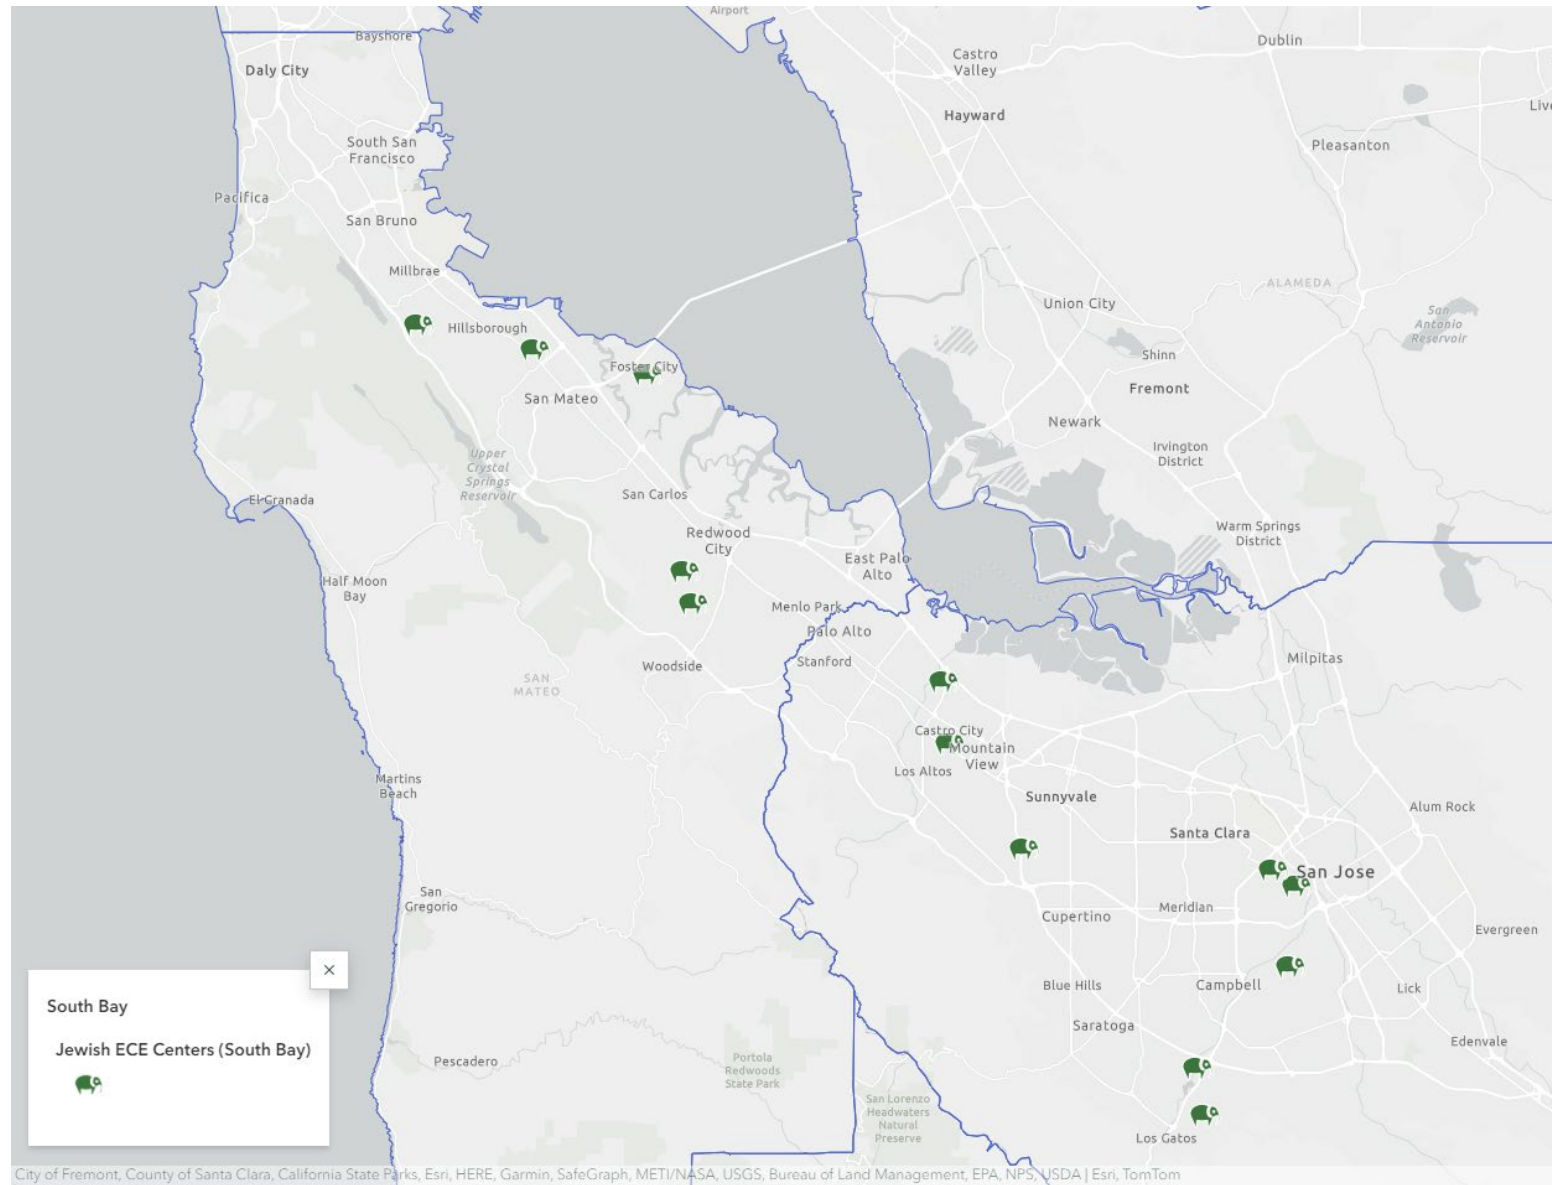 Airport
Bayshore
Dublin
Castro
Valley
Daly City
Live
Hayward
South San
Francisco
Pleasanton
Pacifica
San Bruno
Millbrae
ALAMEDA
Union City
San
Antonio
Reservoir
Hillsborough
Shinn
Foster City
Fremont
San Mateo
Newark
Irvington
District
Upper
Crystal
Springs
Reservoir
San Carlos
El Granada
Warm Springs
District
Redwood
City
East Palo
Alto
Half Moon
Bay
Menlo Park
Palo Alto
Stanford
Milpitas
Woodside
SAN
MATEO
Castro City
Mountain
View
Los Altos
Martins
Beach
Sunnyvale
Alum Rock
Santa Clara
San Jose
San
Gregorio
Meridian
Cupertino
Evergreen
Blue Hills
Campbell
Lick
South Bay
Saratoga
Jewish ECE Centers (South Bay)
Edenvale
Pescadero
Portola
Redwoods
State Park
San Lorenzo
Headwaters
Natural
Preserve
Los Gatos
City of Fremont, County of Santa Clara, California State Parks, Esri, HERE, Garmin, SafeGraph, METI/NASA, USGS, Bureau of Land Management, EPA, NPS, USDA | Esri, TomTom